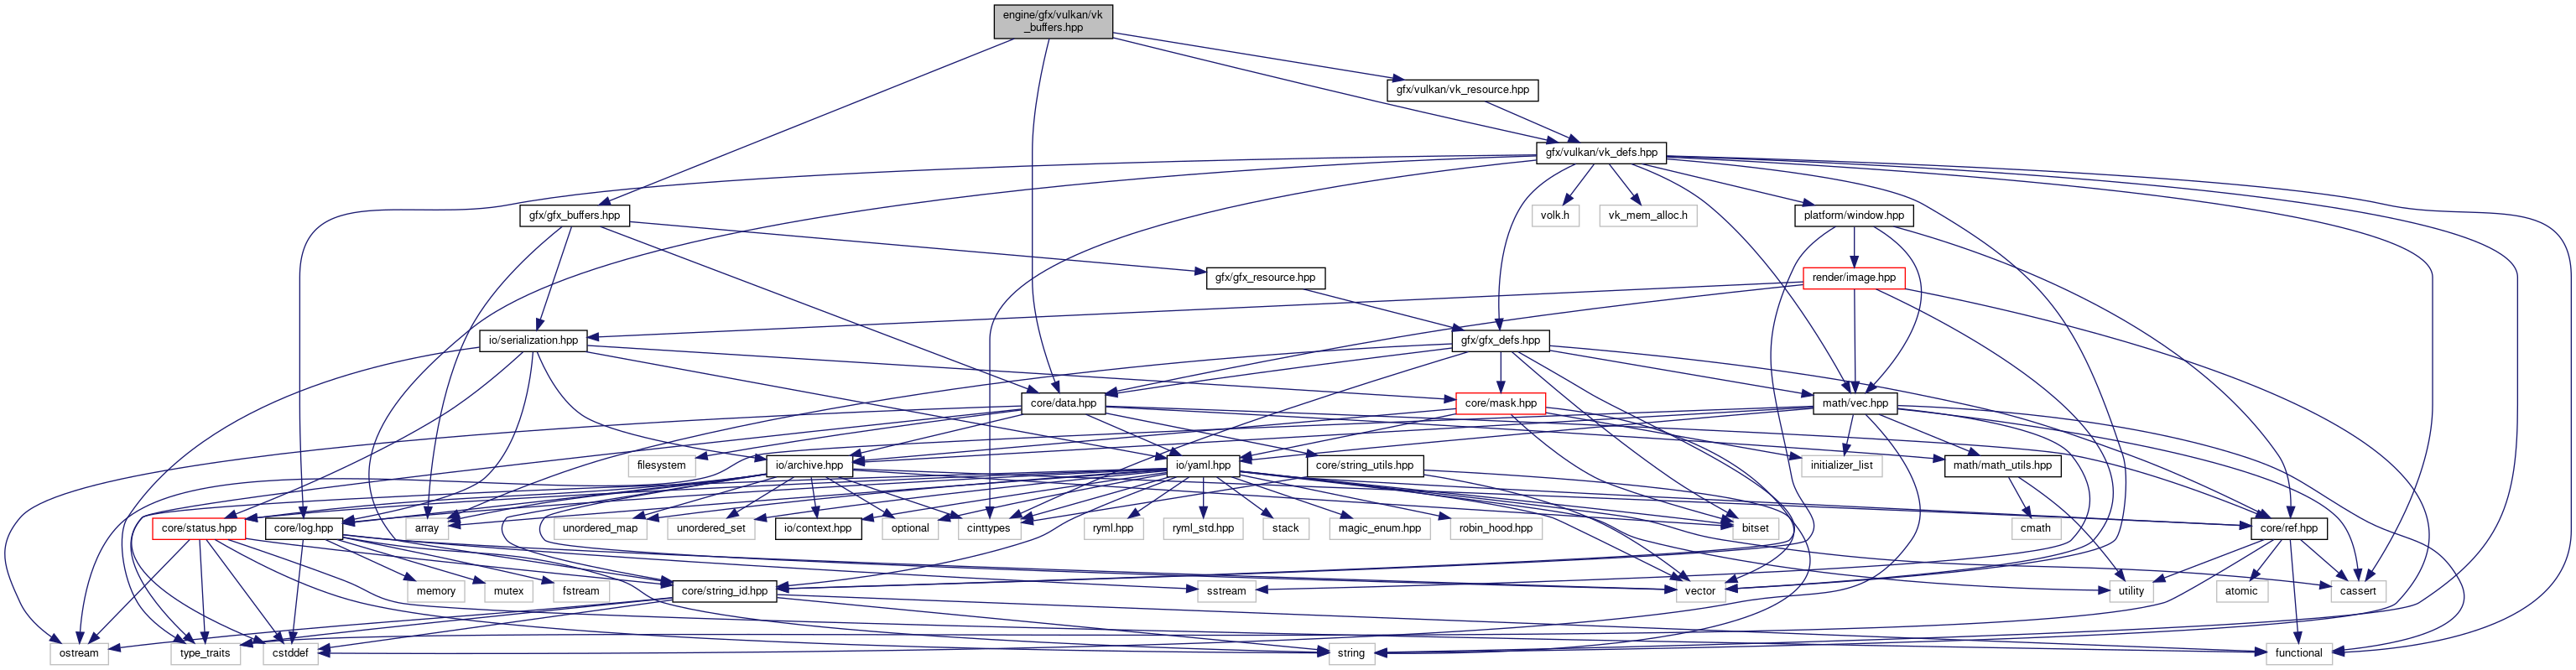 engine/gfx/vulkan/vk
_buffers.hpp
gfx/vulkan/vk_resource.hpp
gfx/vulkan/vk_defs.hpp
gfx/gfx_buffers.hpp
volk.h
vk_mem_alloc.h
platform/window.hpp
gfx/gfx_resource.hpp
render/image.hpp
io/serialization.hpp
gfx/gfx_defs.hpp
core/data.hpp
core/mask.hpp
math/vec.hpp
filesystem
io/archive.hpp
io/yaml.hpp
core/string_utils.hpp
initializer_list
math/math_utils.hpp
core/status.hpp
core/log.hpp
array
unordered_map
unordered_set
io/context.hpp
optional
cinttypes
ryml.hpp
ryml_std.hpp
stack
magic_enum.hpp
robin_hood.hpp
bitset
cmath
core/ref.hpp
memory
mutex
fstream
core/string_id.hpp
sstream
vector
utility
atomic
cassert
ostream
type_traits
cstddef
string
functional